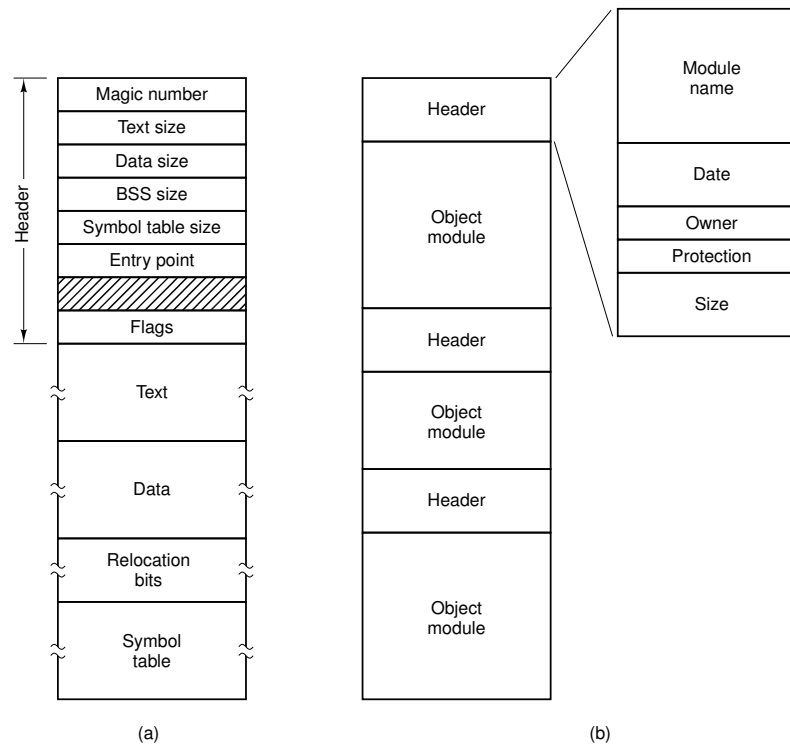 Header
Magic number
Text size
Data size
BSS size
Symbol table size
Entry point
Flags
Text
Data
Relocation
bits
Symbol
table
(a)
Header
Object
module
Header
Object
module
Header
Object
module
Module
name
Date
Owner
Protection
Size
(b)